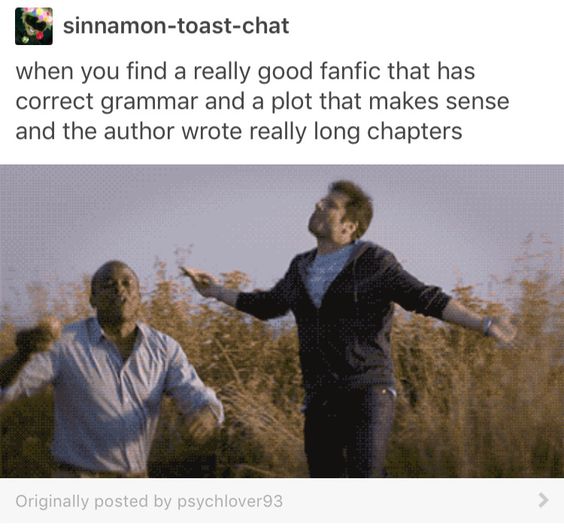 sinnamon-toast-chat
when you find a really good fanfic that has
correct grammar and a plot that makes sense
and the author wrote really long chapters
Originally posted by psychlover93